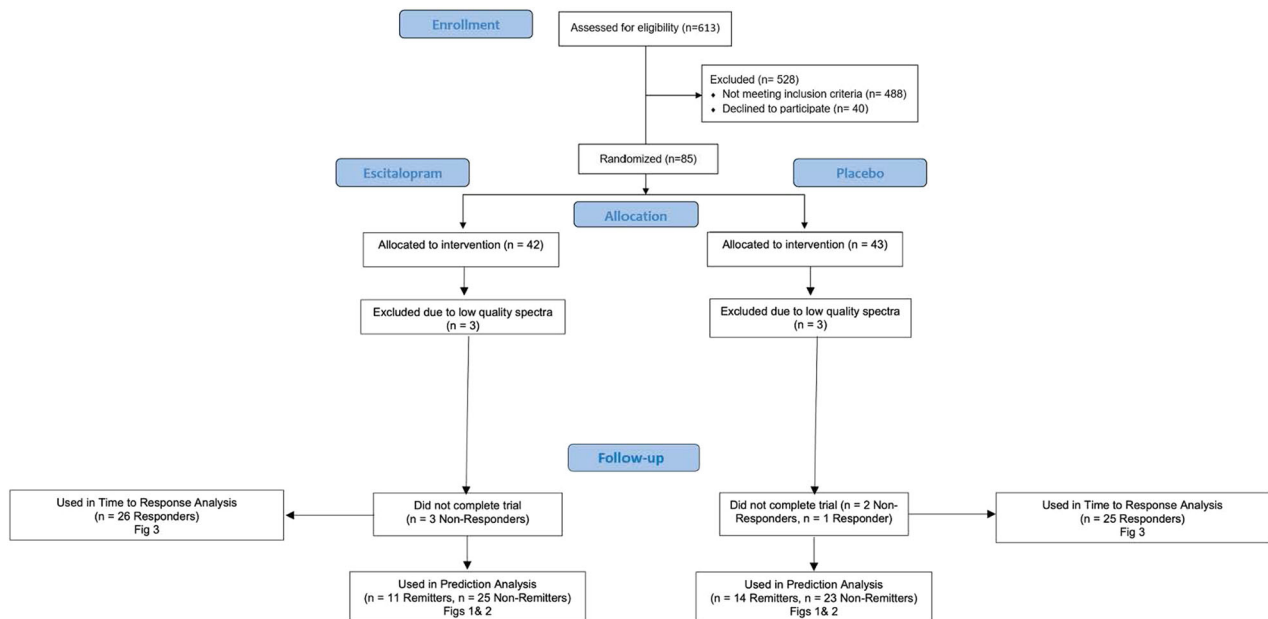 Enrollment
Assessed for eligibility (n=613)
Excluded (n= 528)
♦ Not meeting inclusion criteria (n= 488)
♦ Declined to participate (n= 40)
Randomized (n=85)
Escitalopram
Placebo
Allocation
Allocated to intervention (n = 42)
Allocated to intervention (n = 43)
Excluded due to low quality spectra
(n = 3)
Excluded due to low quality spectra
(n = 3)
Follow-up
Used in Time to Response Analysis
(n = 26 Responders)
Fig 3
Did not complete trial
(n = 3 Non-Responders)
Did not complete trial (n = 2 Non-
Responders, n = 1 Responder)
Used in Time to Response Analysis
(n = 25 Responders)
Fig 3
Used in Prediction Analysis
(n = 11 Remitters, n = 25 Non-Remitters)
Figs 1& 2
Used in Prediction Analysis
(n = 14 Remitters, n = 23 Non-Remitters)
Figs 1& 2